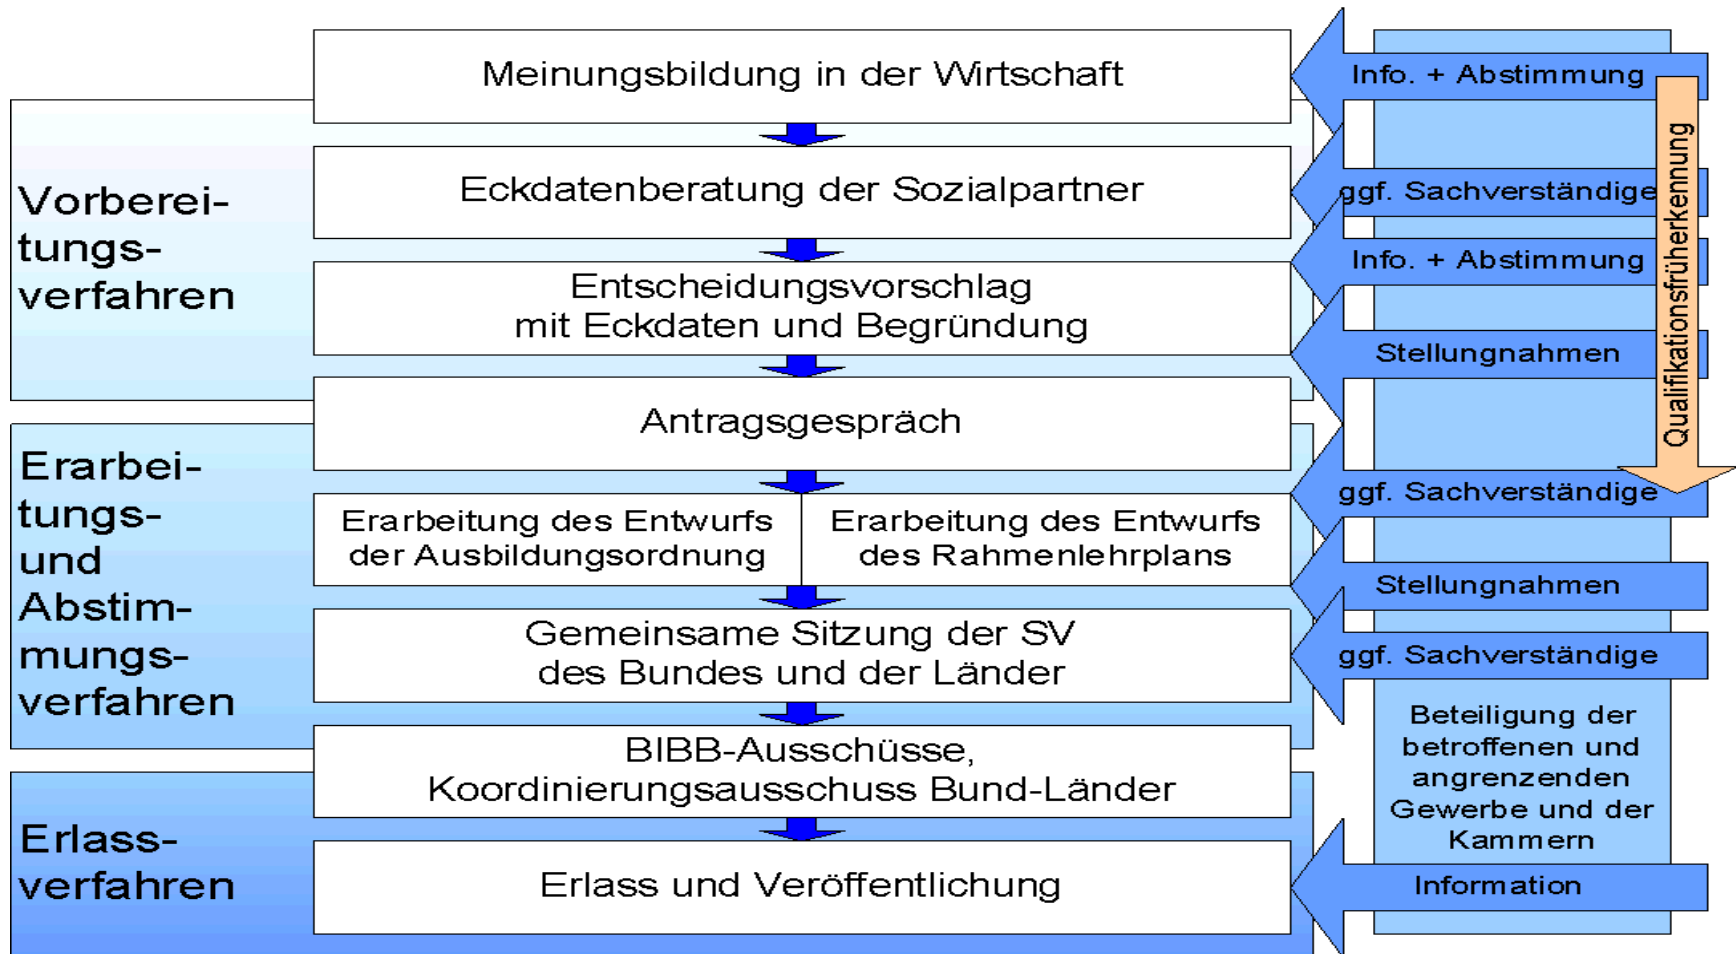 Meinungsbildung in der Wirtschaft
Info. + Abstimmung
Vorberei-
tungs-
verfahren
Eckdatenberatung der Sozialpartner
ggf. Sachverständige
Info. + Abstimmung
Entscheidungsvorschlag
mit Eckdaten und Begründung
Stellungnahmen
Qualifikationsfrüherkennung
Antragsgespräch
Erarbei-
tungs-
und
Abstim-
mungs-
verfahren
ggf. Sachverständige
Erarbeitung des Entwurfs
der Ausbildungsordnung
Erarbeitung des Entwurfs
des Rahmenlehrplans
Stellungnahmen
Gemeinsame Sitzung der SV
des Bundes und der Länder
ggf. Sachverständige
BIBB-Ausschüsse,
Koordinierungsausschuss Bund-Länder
Beteiligung der
betroffenen und
angrenzenden
Gewerbe und der
Kammern
Erlass-
verfahren
Erlass und Veröffentlichung
Information